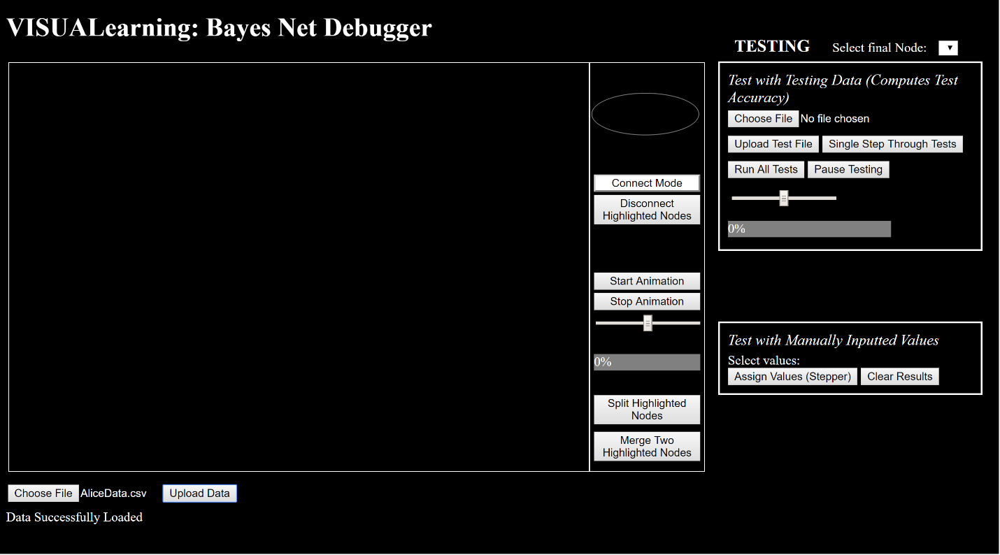 VISUALearning: Bayes Net Debugger
TESTING Select final Node:
Test with Testing Data (Computes Test
Accuracy)
Choose File No file chosen
Upload Test File Single Step Through Tests
Run All Tests Pause Testing
0%
Connect Mode
Disconnect
Highlighted Nodes
Start Animation
Stop Animation
0%
Split Highlighted
Nodes
Merge Two
Highlighted Nodes
Test with Manually Inputted Values
Select values:
Assign Values (Stepper) Clear Results
Choose File AliceData.csv Upload Data
Data Successfully Loaded